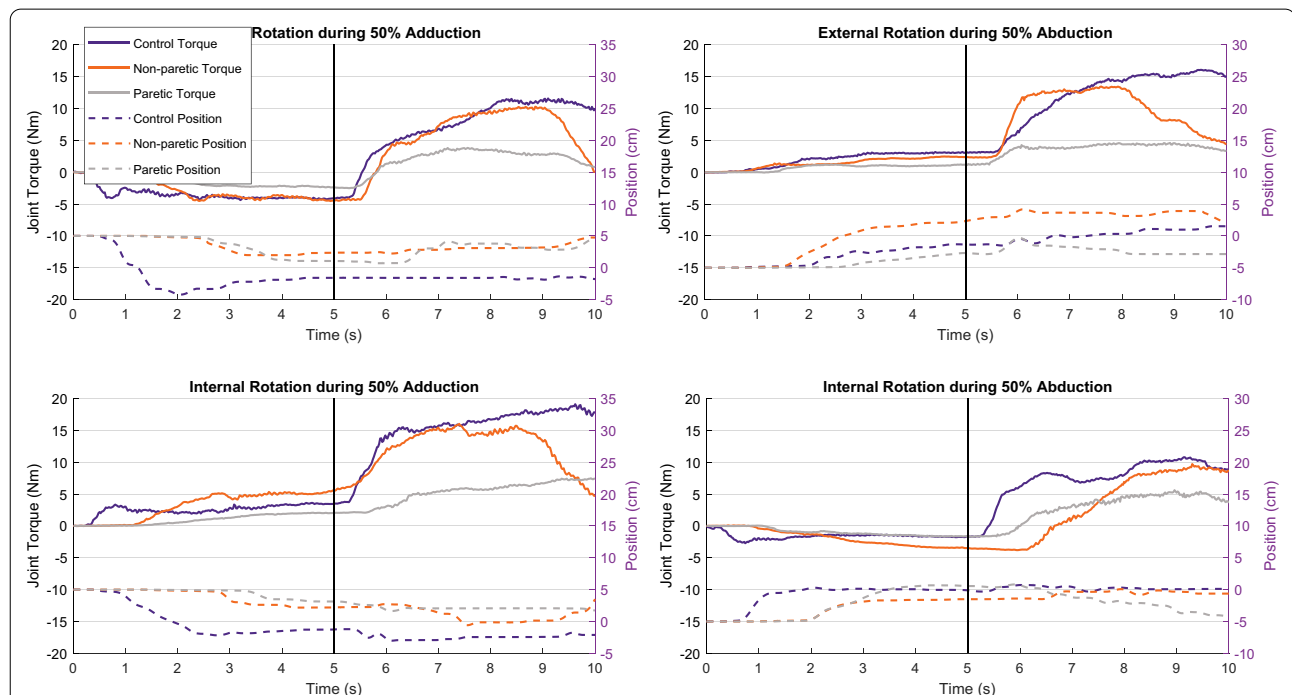 Rotation during 50% Adduction
Control Torque
Non-paretic Torque
Paretic Torque
Control Position
Non-paretic Position
Paretic Position
Joint Torque (Nm)
20
15
10
5
0
-5
-10
-15
-20
0 1 2 3 4 5 6 7 8 9 10
Time (s)
35
30
25
20
15
10
5
0
-5
Position (cm)
External Rotation during 50% Abduction
Joint Torque (Nm)
20
15
10
5
0
-5
-10
-15
-20
0 1 2 3 4 5 6 7 8 9 10
Time (s)
30
25
20
15
10
5
0
-5
-10
Position (cm)
Internal Rotation during 50% Adduction
Joint Torque (Nm)
20
15
10
5
0
-5
-10
-15
-20
0 1 2 3 4 5 6 7 8 9 10
Time (s)
35
30
25
20
15
10
5
0
-5
Position (cm)
Internal Rotation during 50% Abduction
Joint Torque (Nm)
20
15
10
5
0
-5
-10
-15
-20
0 1 2 3 4 5 6 7 8 9 10
Time (s)
30
25
20
15
10
5
0
-5
-10
Position (cm)